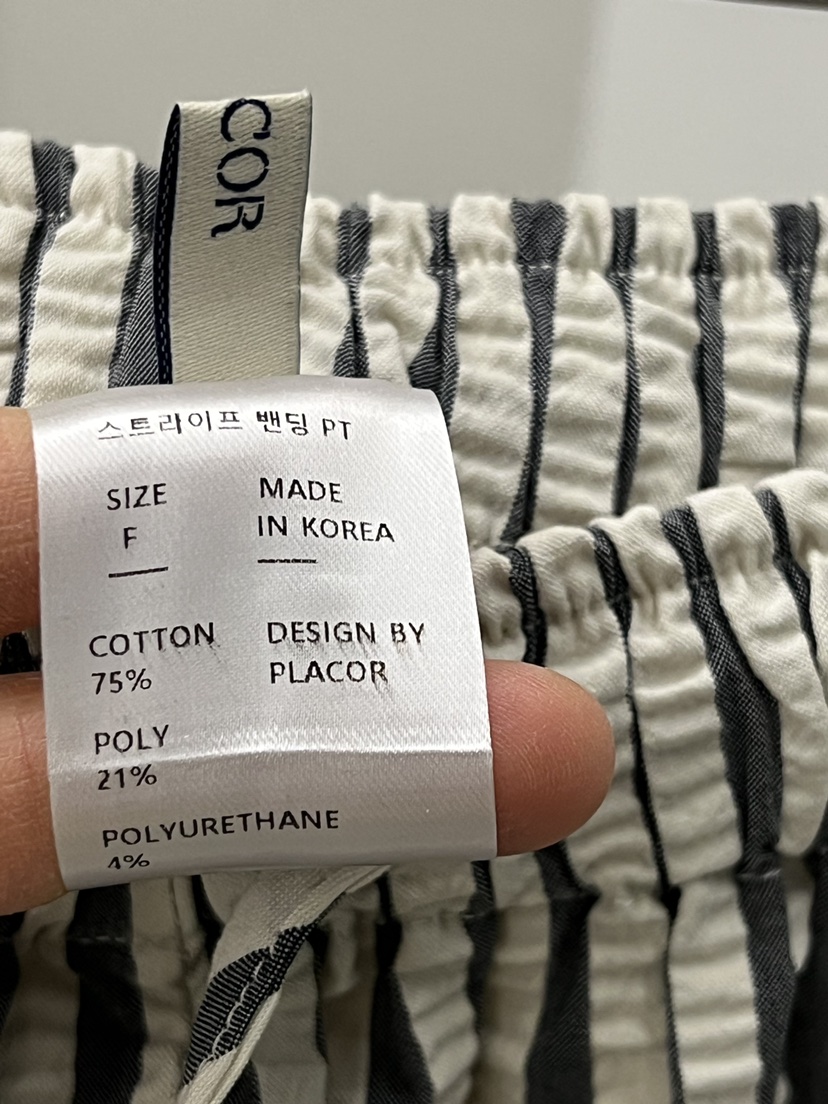 COR
스트라이프 밴딩 PT
SIZE
F
MADE
IN KOREA
COTTON
75%
DESIGN BY
PLACOR
POLY
21%
POLYURETHANE
4%